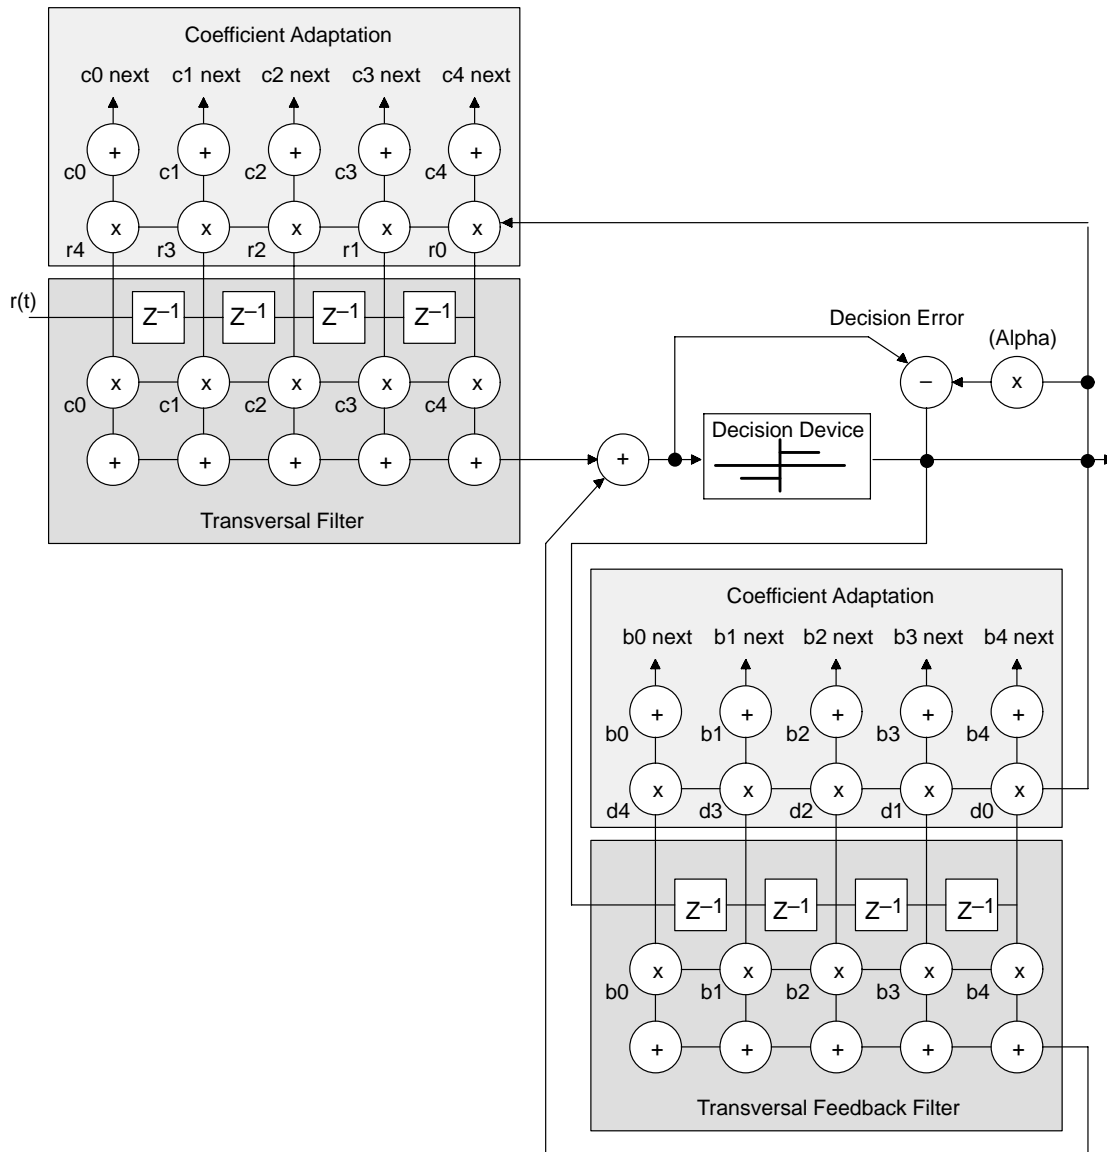 Coefficient Adaptation
c0 next c1 next c2 next c3 next c4 next
+ + + + +
c0 c1 c2 c3 c4
x x x x x
r4 r3 r2 r1 r0
r(t)
Z–1 Z–1 Z–1 Z–1
x x x x x
c0 c1 c2 c3 c4
+ + + + +
Transversal Filter
Decision Error
(Alpha)
– x
Decision Device
+
Coefficient Adaptation
b0 next b1 next b2 next b3 next b4 next
+ + + + +
b0 b1 b2 b3 b4
x x x x x
d4 d3 d2 d1 d0
Z–1 Z–1 Z–1 Z–1
x x x x x
b0 b1 b2 b3 b4
+ + + + +
Transversal Feedback Filter